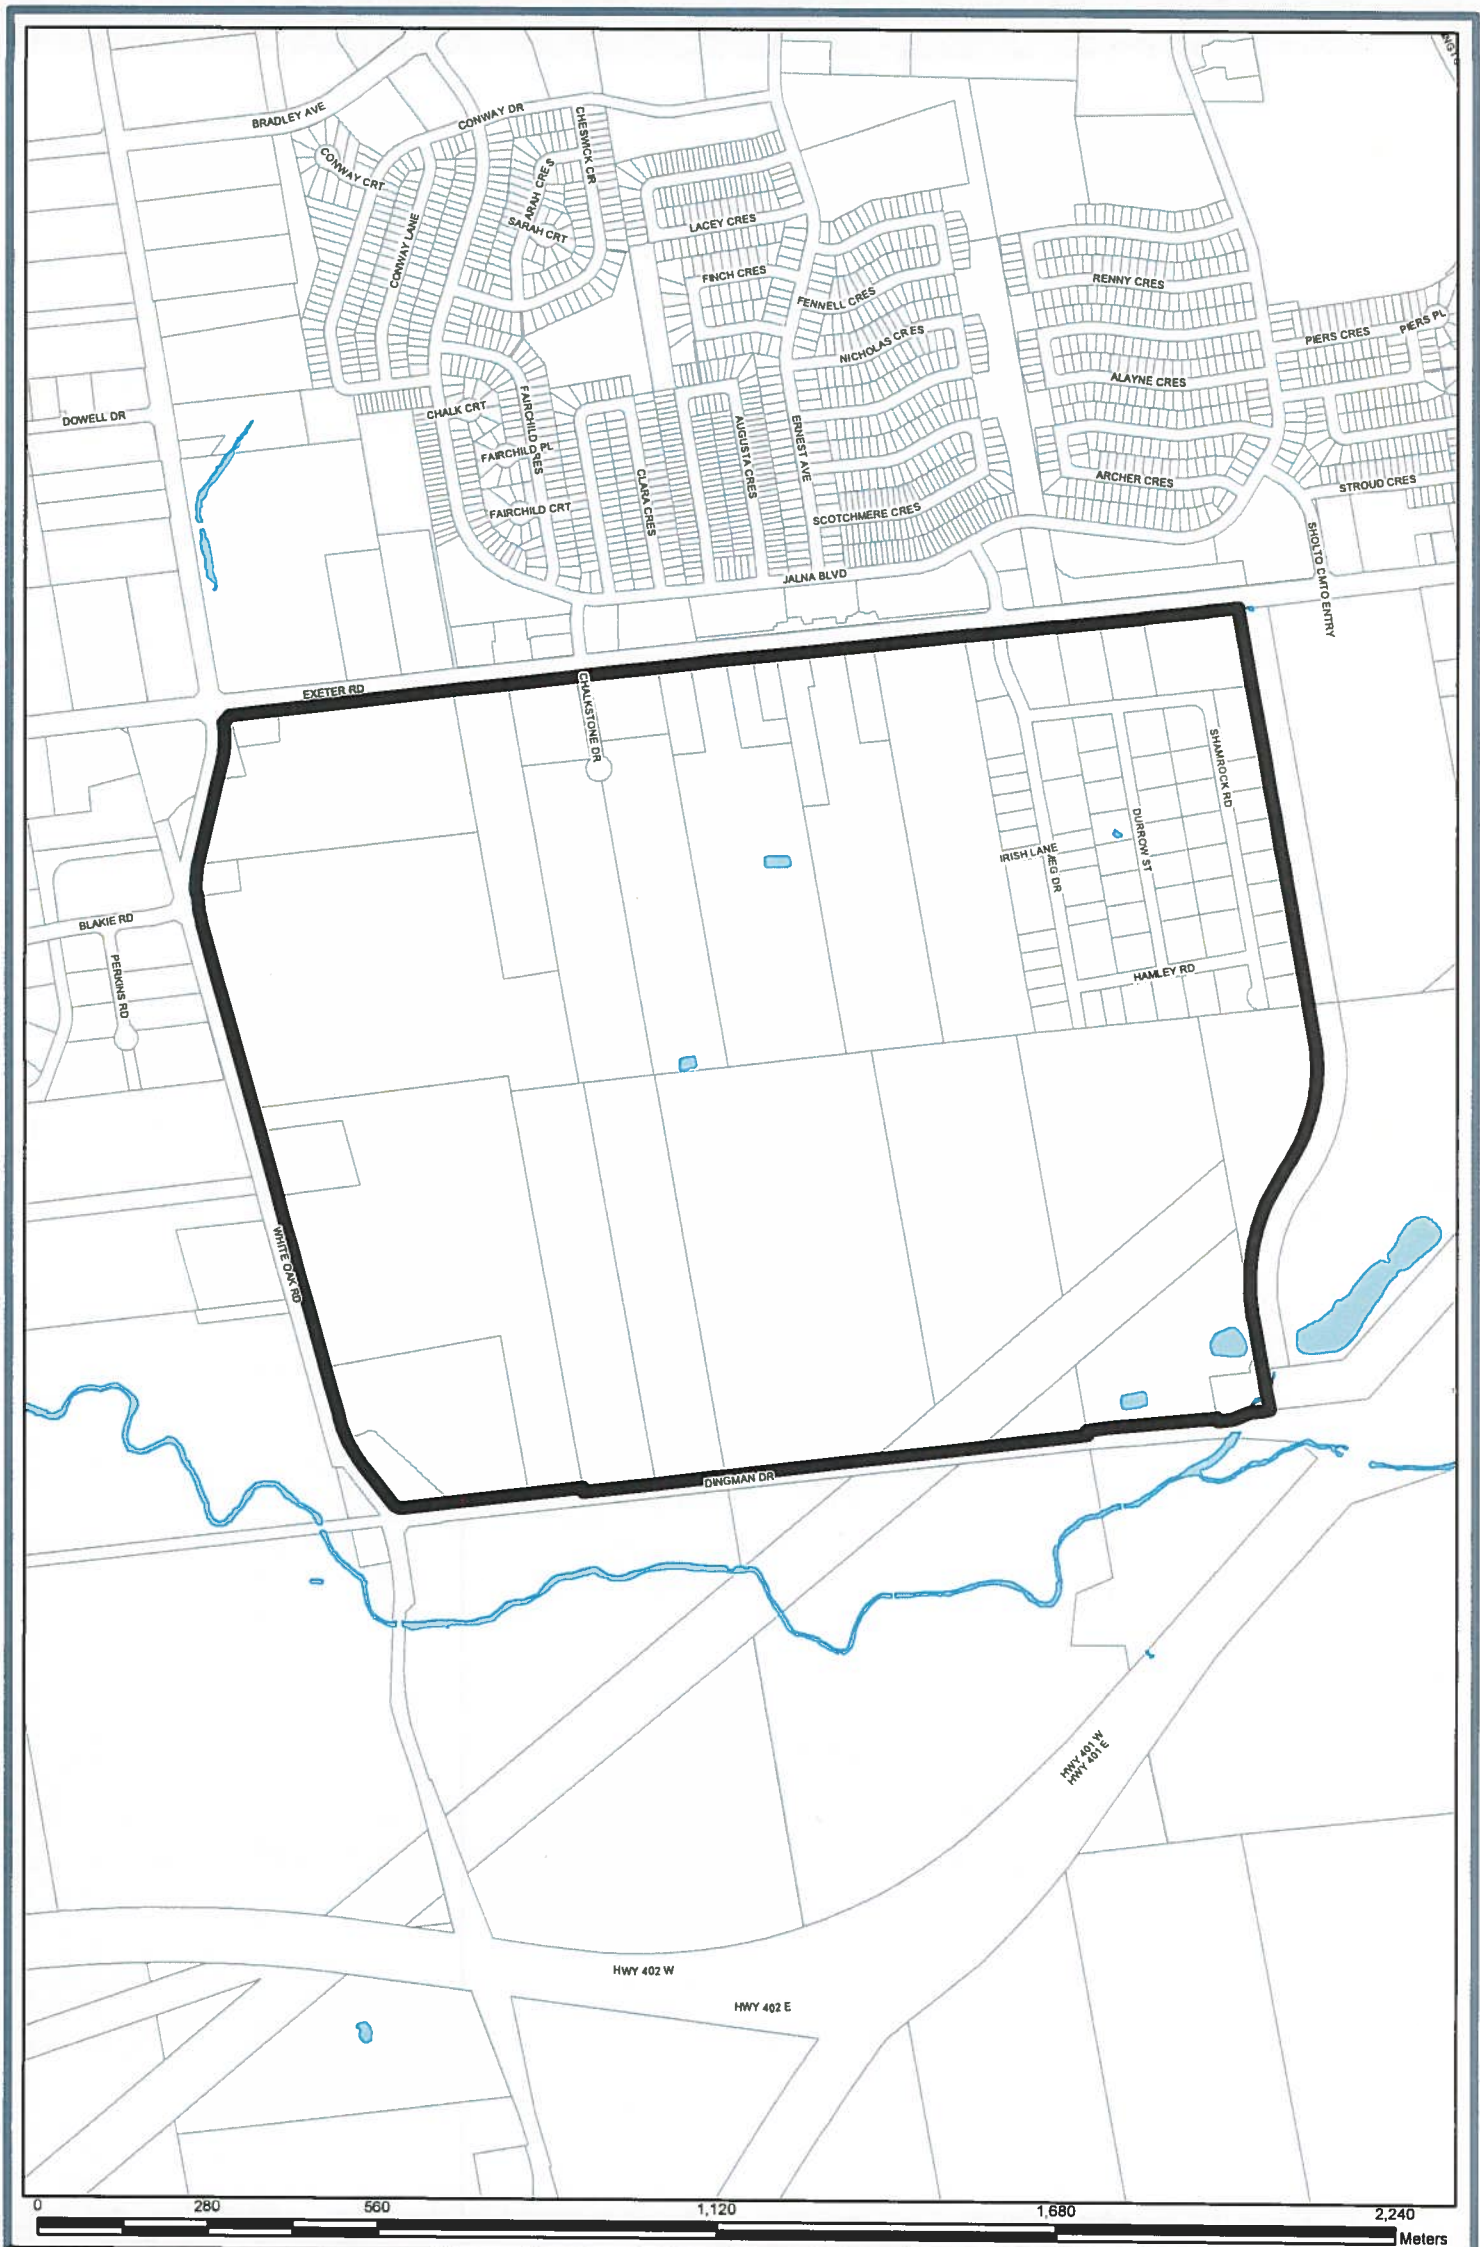 BRADLEY AVE
CONWAY DR
CHESWICK CIR
CONWAY CRT
ARAH CRES
SARAH CRT
CONWAY LANE
LACEY CRES
FINCH CRES
FENNELL CRES
RENNY CRES
NICHOLAS CRES
PIERS CRES
PIERS PL
ALAYNE CRES
DOWELL DR
CHALK CRT
FAIRCHILD CRES
FAIRCHILD PL
AUGUSTA CRES
ERNEST AVE
CLARA CRES
ARCHER CRES
STROUD CRES
FAIRCHILD CRT
SCOTCHMERE CRES
JALNA BLVD
SHOLTO CMTO ENTRY
EXETER RD
CHALKSTONE DR
SHAMROCK RD
DURROW ST
IRISH LANE
EG DR
BLAKIE RD
PERKINS RD
HAMLEY RD
WHITE OAK RD
DINGMAN DR
HWY 401 W
HWY 401 E
HWY 402 W
HWY 402 E
0 280 560 1,120 1,680 2,240
Meters